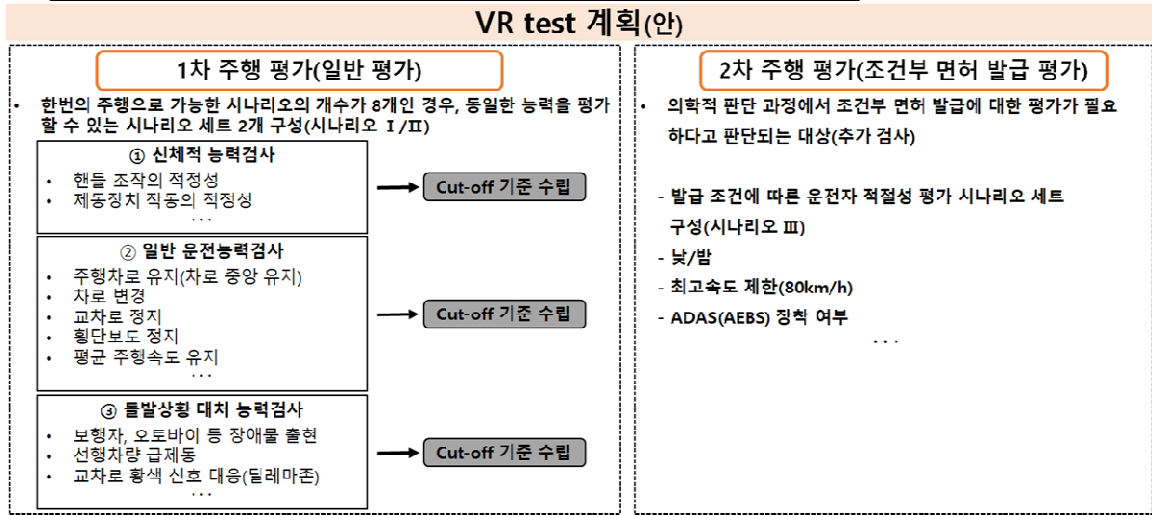 VR test 계획(안)
1차 주행 평가(일반 평가)
• 한번의 주행으로 가능한 시나리오의 개수가 8개인 경우, 동일한 능력을 평가
할 수 있는 시나리오 세트 2개 구성(시나리오 Ⅰ/Ⅱ)
① 신체적 능력검사
• 핸들 조작의 적정성
• 제동장치 작동의 적정성
...
Cut-off 기준 수립
② 일반 운전능력검사
• 주행차로 유지(차로 중앙 유지)
• 차로 변경
• 교차로 정지
• 횡단보도 정지
• 평균 주행속도 유지
...
Cut-off 기준 수립
③ 돌발상황 대처 능력검사
• 보행자, 오토바이 등 장애물 출현
• 선행차량 급제동
• 교차로 황색 신호 대응(딜레마존)
...
Cut-off 기준 수립
2차 주행 평가(조건부 면허 발급 평가)
• 의학적 판단 과정에서 조건부 면허 발급에 대한 평가가 필요
하다고 판단되는 대상(추가 검사)
- 발급 조건에 따른 운전자 적절성 평가 시나리오 세트
구성(시나리오 Ⅲ)
- 낮/밤
- 최고속도 제한(80km/h)
- ADAS(AEBS) 장착 여부
...